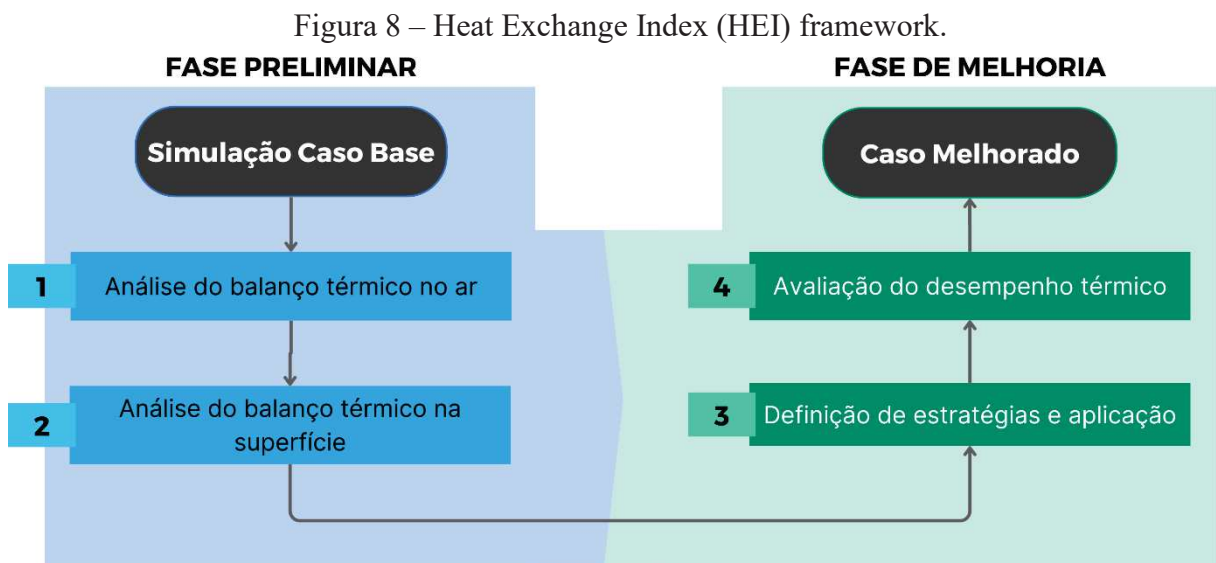 Figura 8 – Heat Exchange Index (HEI) framework.
FASE PRELIMINAR
Simulação Caso Base
1
Análise do balanço térmico no ar
2
Análise do balanço térmico na
superfície
FASE DE MELHORIA
Caso Melhorado
4
Avaliação do desempenho térmico
3
Definição de estratégias e aplicação